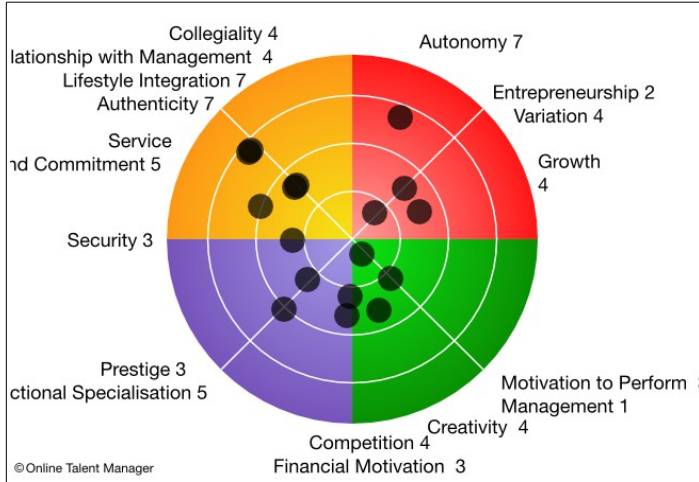 Collegiality 4
lationship with Management 4
Lifestyle Integration 7
Authenticity 7
Service
nd Commitment 5
Security 3
Prestige 3
ctional Specialisation 5
Autonomy 7
Entrepreneurship 2
Variation 4
Growth
4
Motivation to Perform
Management 1
Creativity 4
Competition 4
Financial Motivation 3
©Online Talent Manager